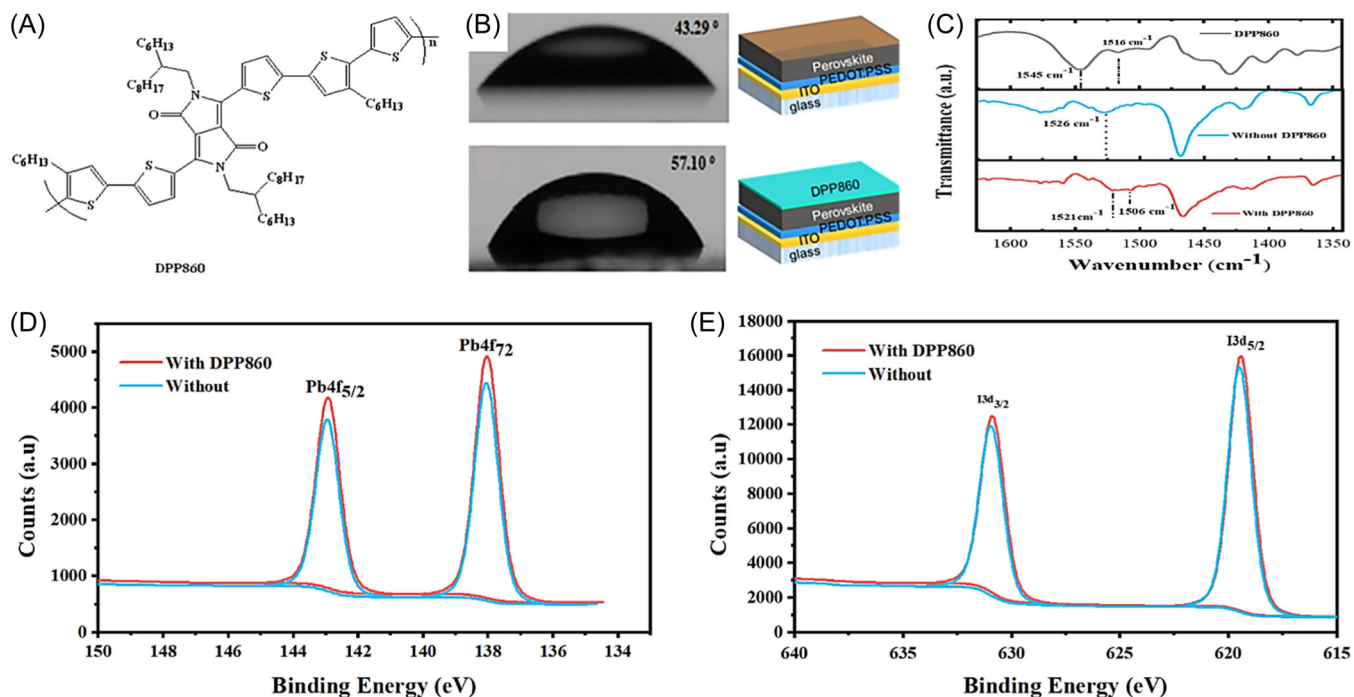 (A)
C6H13
C8H17
O
N
S
S
C6H13
S
n
C6H13
S
S
O
N
C8H17
C6H13
DPP860
(B)
43.29 °
Perovskite
PEDOT:PSS
ITO
glass
57.10 °
DPP860
Perovskite
PEDOT:PSS
ITO
glass
(C)
Transmittance (a.u.)
DPP860
1516 cm-1
1545 cm-1
1526 cm-1
Without DPP860
1521cm-1
1506 cm-1
With DPP860
1600 1550 1500 1450 1400 1350
Wavenumber (cm-1)
(D)
Counts (a.u)
With DPP860
Without
Pb4f5/2
Pb4f72
5000
4000
3000
2000
1000
0
150 148 146 144 142 140 138 136 134
Binding Energy (eV)
(E)
Counts (a.u)
With DPP860
Without
I3d3/2
I3d5/2
18000
16000
14000
12000
10000
8000
6000
4000
2000
0
640 635 630 625 620 615
Binding Energy (eV)